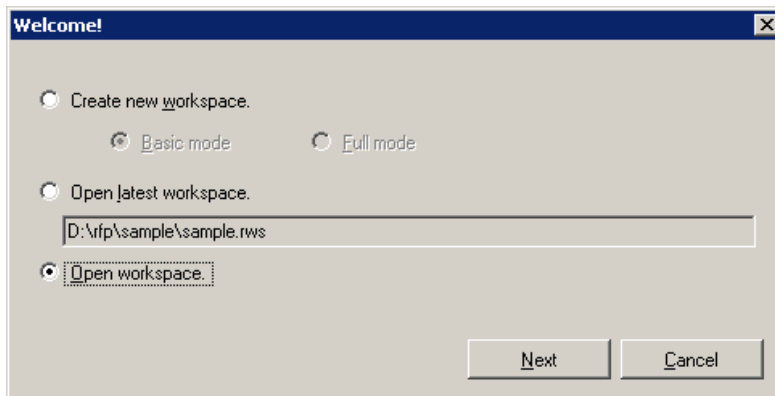 Welcome!
Create new workspace.
Basic mode Full mode
Open latest workspace.
D:\rfp\sample\sample.rws
Open workspace.
Next Cancel